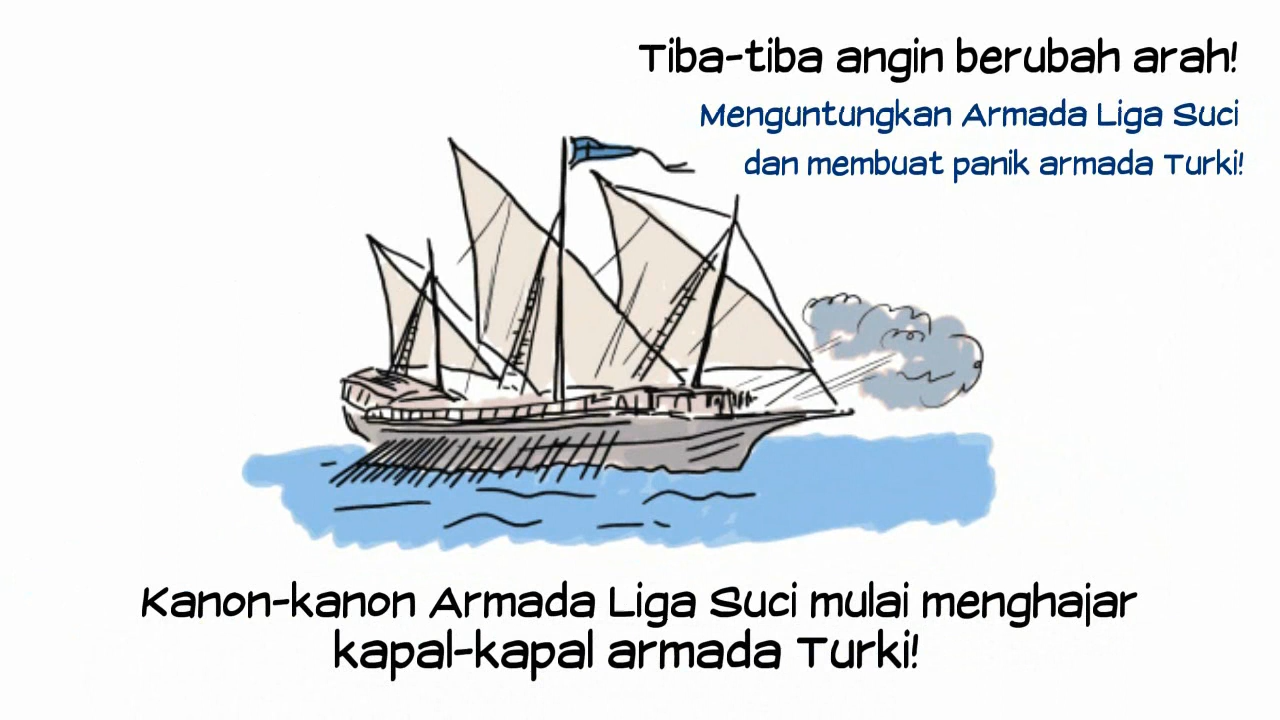 Tiba-tiba angin berubah arah!
Menguntungkan Armada Liga Suci
dan membuat panik armada Turki!
Kanon-kanon Armada Liga Suci mulai menghajar
kapal-kapal armada Turki!